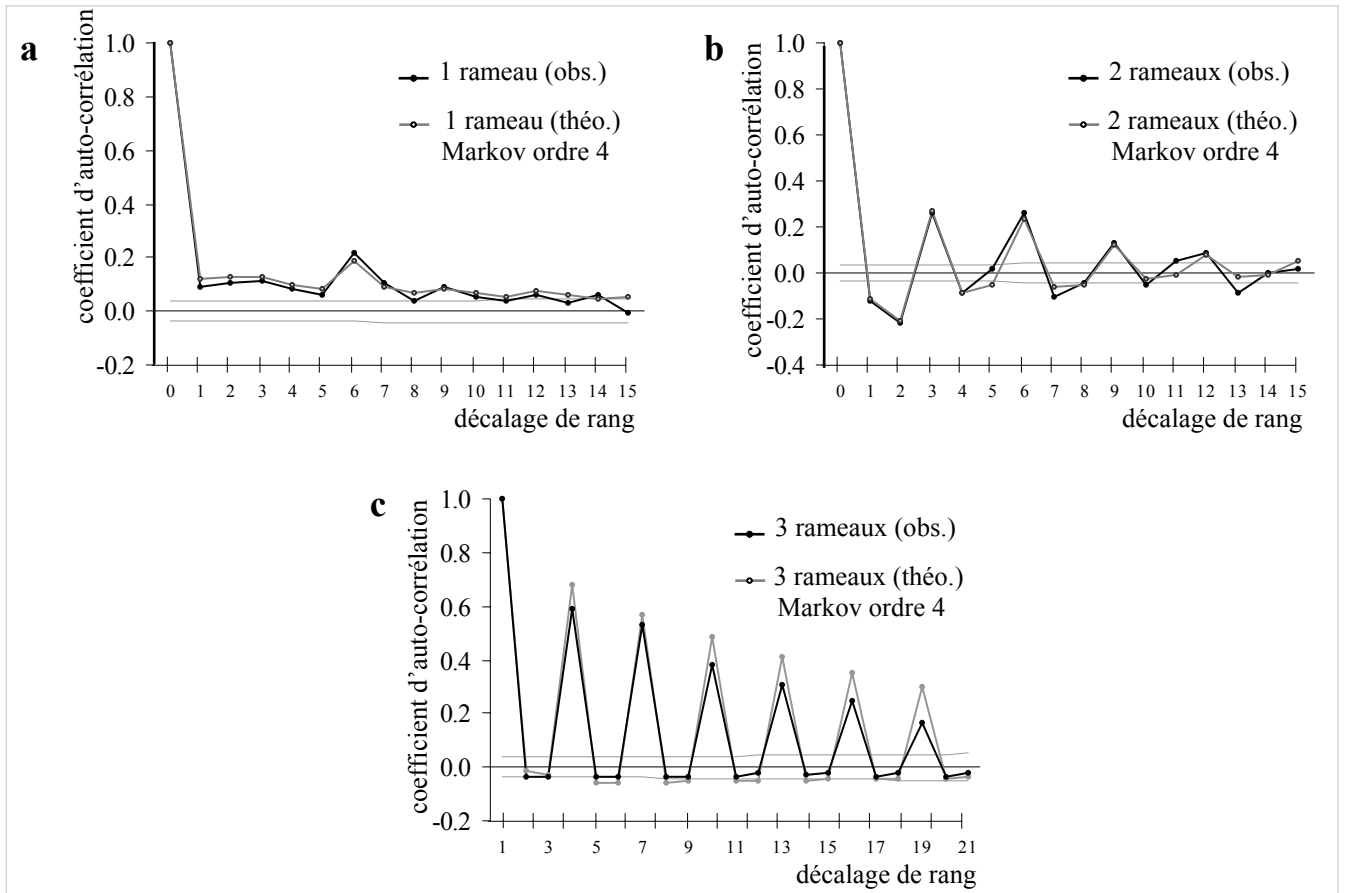 a
coefficient d'auto-corrélation
1.0
0.8
0.6
0.4
0.2
0.0
-0.2
1 rameau (obs.)
1 rameau (théo.)
Markov ordre 4
0 1 2 3 4 5 6 7 8 9 10 11 12 13 15
décalage de rang
b
coefficient d'auto-corrélation
1.0
0.8
0.6
0.4
0.2
0.0
-0.2
-0.4
2 rameaux (obs.)
2 rameaux (théo.)
Markov ordre 4
0 1 2 3 4 5 6 7 8 9 10 11 12 13 15
décalage de rang
c
coefficient d'auto-corrélation
1.0
0.8
0.6
0.4
0.2
0.0
-0.2
3 rameaux (obs.)
3 rameaux (théo.)
Markov ordre 4
1 3 5 7 9 11 13 15 17 19 21
décalage de rang